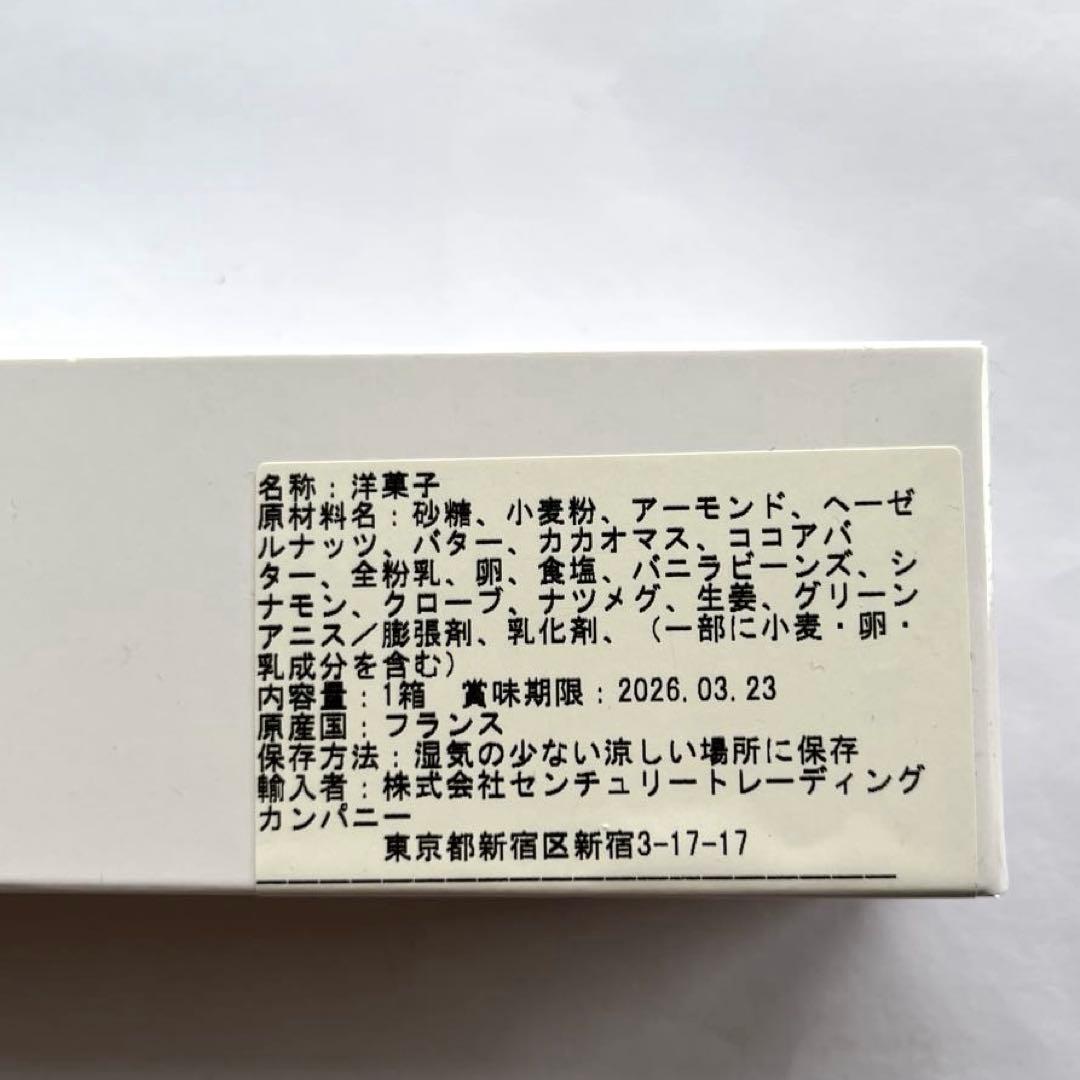 名称：洋菓子
原材料名：砂糖、小麦粉、アーモンド、ヘーゼ
ルナッツ、バター、カカオマス、ココアバ
ター、全粉乳、卵、食塩、バニラビーンズ、シ
ナモン、クローブ、ナツメグ、生姜、グリーン
アニス／膨張剤、乳化剤、（一部に小麦・卵・
乳成分を含む）
内容量：1箱　賞味期限：2026.03.23
原産国：フランス
保存方法：湿気の少ない涼しい場所に保存
輸入者：株式会社センチュリートレーディング
カンパニー
東京都新宿区新宿3-17-17